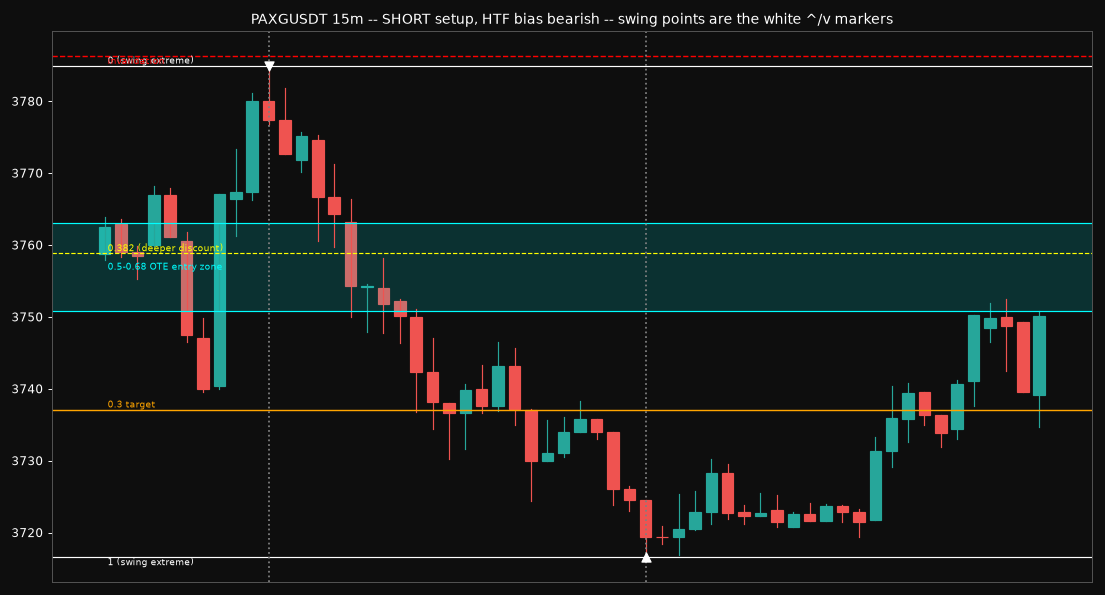 PAXGUSDT 15m -- SHORT setup, HTF bias bearish -- swing points are the white ^/v markers
0 (swing extreme)
3780
3770
3760
0.382 (deeper discount)
0.5-0.68 OTE entry zone
3750
3740
0.3 target
3730
3720
1 (swing extreme)